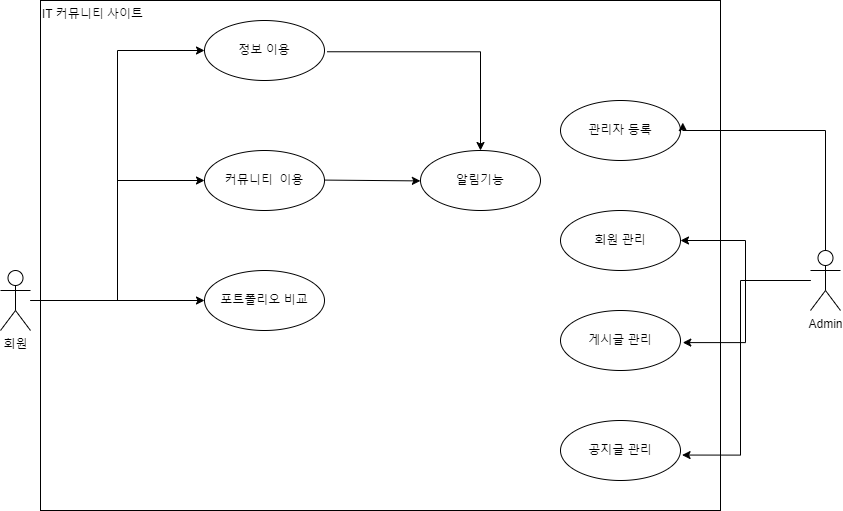 IT 커뮤니티 사이트
정보 이용
관리자 등록
커뮤니티 이용
알림기능
회원 관리
포트폴리오 비교
회원
Admin
게시글 관리
공지글 관리